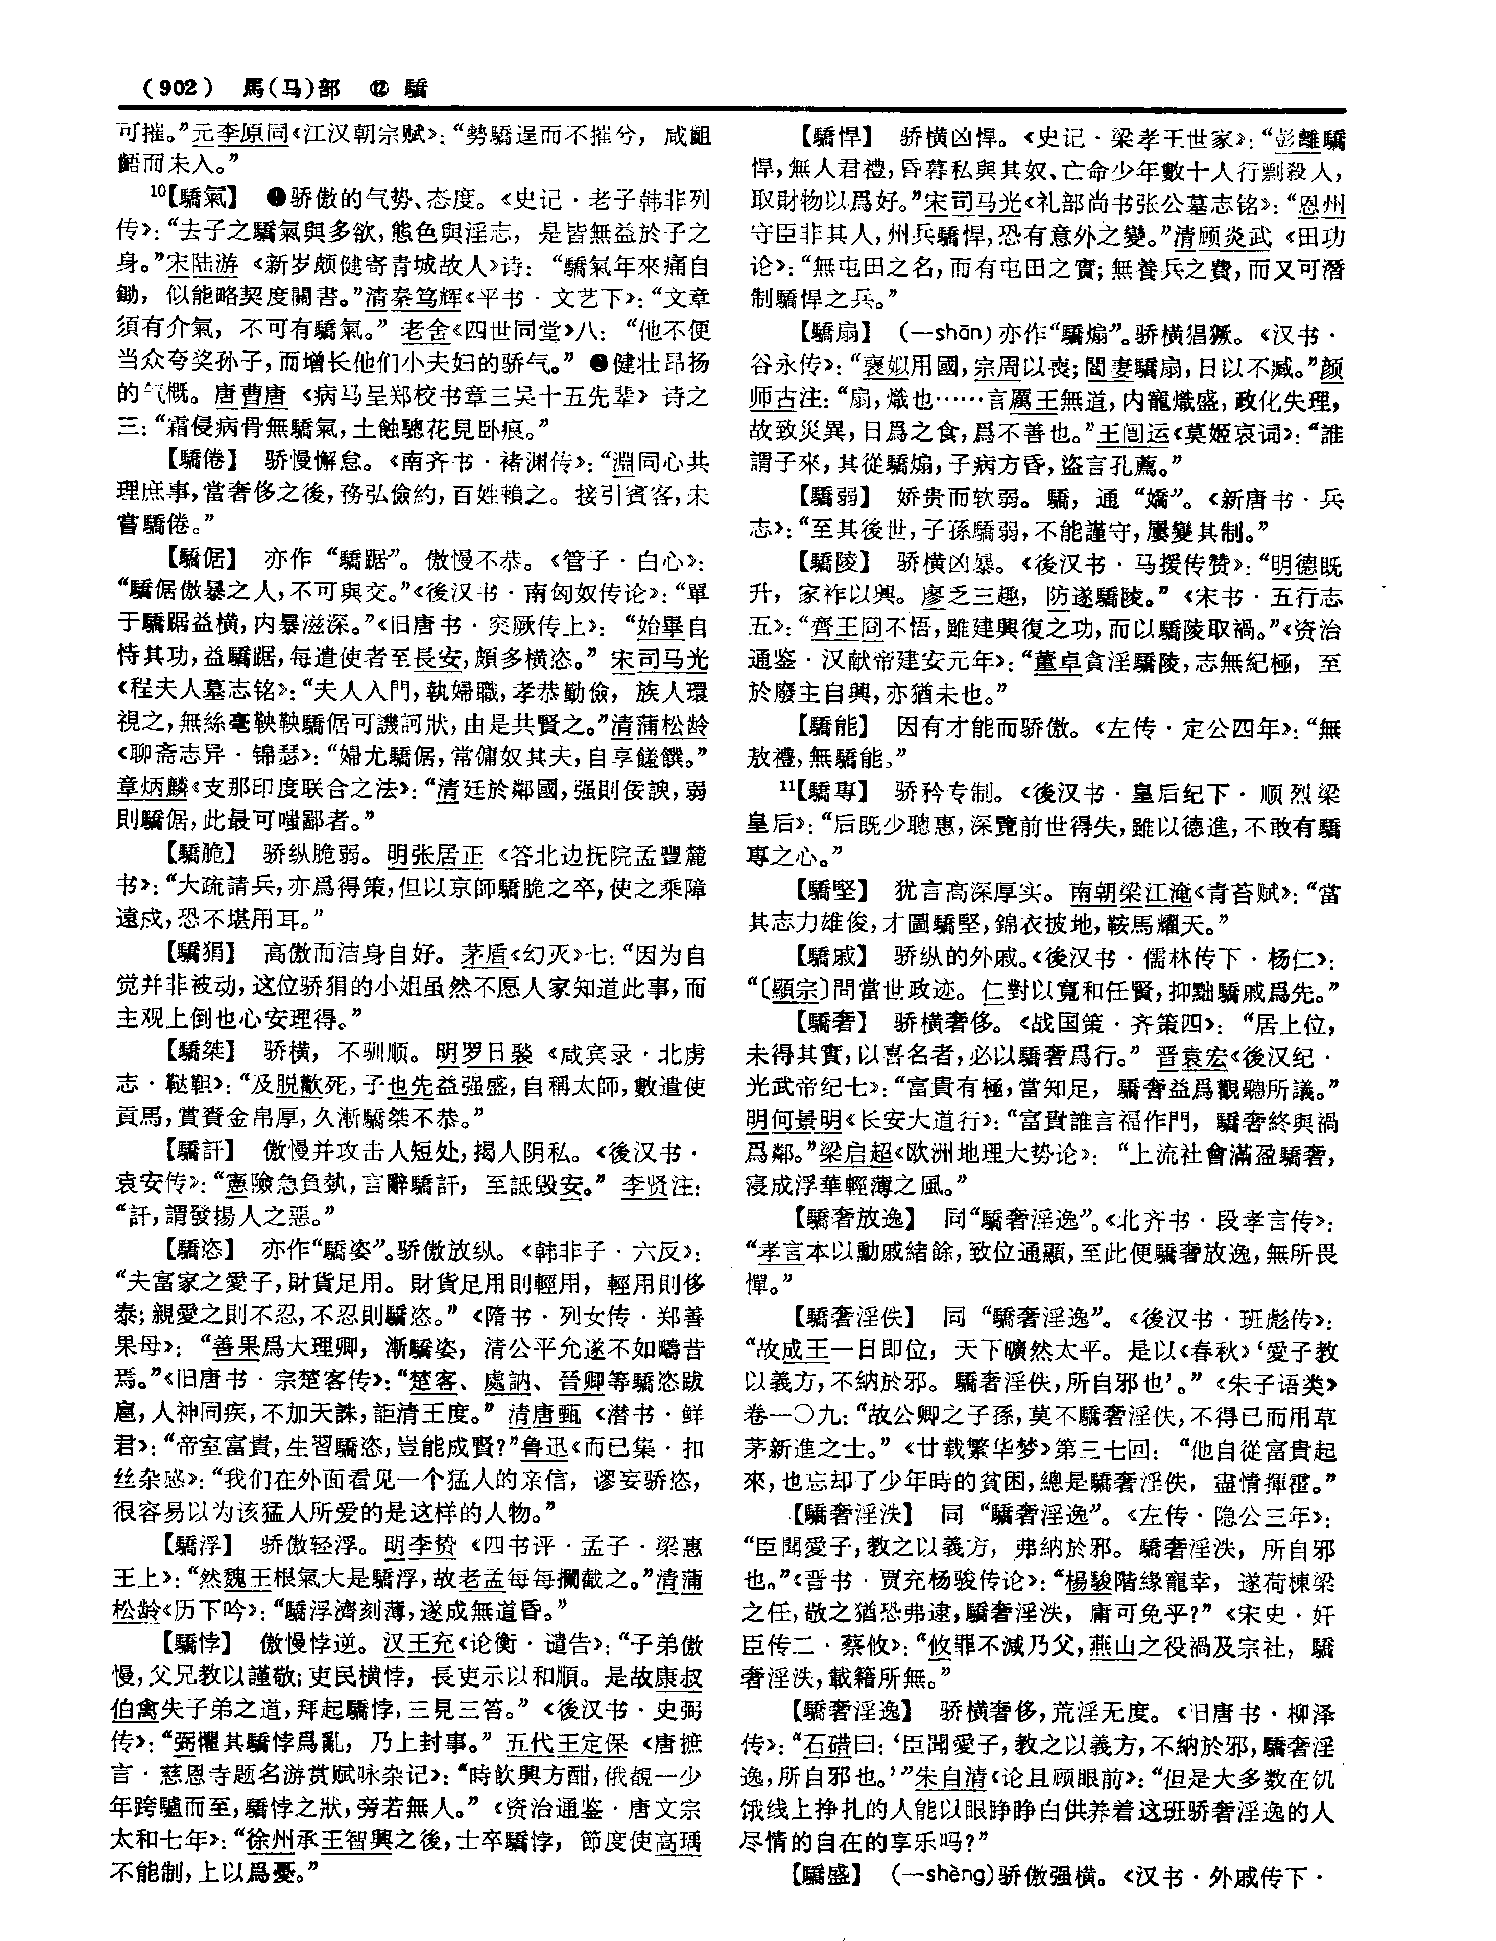 （902） 馬(马)部 ⑫ 驕
可摧。”元李原同《江汉朝宗赋》：“勢驕逞而不摧兮，咸齟
齬而未入。”
10【驕氣】 ❶骄傲的气势、态度。《史记·老子韩非列
传》：“去子之驕氣與多欲，態色與淫志，是皆無益於子之
身。”宋陆游《新岁颇健寄青城故人》诗：“驕氣年來痛自
鋤，似能略契度關書。”清秦笃辉《平书·文艺下》：“文章
須有介氣，不可有驕氣。”老舍《四世同堂》八：“他不便
当众夸奖孙子，而增长他们小夫妇的骄气。”❷健壮昂扬
的气慨。唐曹唐《病马呈郑校书章三吴十五先辈》诗之
三：“霜侵病骨無驕氣，土蝕驄花見卧痕。”
【驕倦】 骄慢懈怠。《南齐书·褚渊传》：“淵同心共
理庶事，當奢侈之後，務弘儉約，百姓賴之。接引賓客，未
嘗驕倦。”
【驕倨】 亦作“驕踞”。傲慢不恭。《管子·白心》：
“驕倨傲暴之人，不可與交。”《後汉书·南匈奴传论》：“單
于驕踞益横，内暴滋深。”《旧唐书·突厥传上》：“始畢自
恃其功，益驕踞，每遣使者至長安，頗多横恣。”宋司马光
《程夫人墓志铭》：“夫人入門，執婦職，孝恭勤儉，族人環
視之，無絲毫鞅鞅驕倨可譏訶狀，由是共賢之。”清蒲松龄
《聊斋志异·锦瑟》：“婦尤驕倨，常傭奴其夫，自享饈饌。”
章炳麟《支那印度联合之法》：“清廷於鄰國，强則佞諛，弱
則驕倨，此最可嗤鄙者。”
【驕脆】 骄纵脆弱。明张居正《答北边抚院孟豐麓
书》：“大疏請兵，亦爲得策，但以京師驕脆之卒，使之乘障
遠戍，恐不堪用耳。”
【驕狷】 高傲而洁身自好。茅盾《幻灭》七：“因为自
觉并非被动，这位骄狷的小姐虽然不愿人家知道此事，而
主观上倒也心安理得。”
【驕桀】 骄横，不驯顺。明罗日褧《咸宾录·北虏
志·鞑靼》：“及脱歡死，子也先益强盛，自稱太師，數遣使
貢馬，賞賚金帛厚，久漸驕桀不恭。”
【驕訐】 傲慢并攻击人短处，揭人阴私。《後汉书·
袁安传》：“憲險急負埶，言辭驕訐，至詆毁安。”李贤注：
“訐，謂發揚人之惡。”
【驕恣】 亦作“驕姿”。骄傲放纵。《韩非子·六反》：
“夫富家之愛子，財貨足用。財貨足用則輕用，輕用則侈
泰；親愛之則不忍，不忍則驕恣。”《隋书·列女传·郑善
果母》：“善果爲大理卿，漸驕姿，清公平允遂不如疇昔
焉。”《旧唐书·宗楚客传》：“楚客、處訥、晉卿等驕恣跋
扈，人神同疾，不加天誅，詎清王度。”清唐甄《潜书·鲜
君》：“帝室富貴，生習驕恣，豈能成賢？”鲁迅《而已集·扣
丝杂感》：“我们在外面看见一个猛人的亲信，谬妄骄恣，
很容易以为该猛人所爱的是这样的人物。”
【驕浮】 骄傲轻浮。明李贽《四书评·孟子·梁惠
王上》：“然魏王根氣大是驕浮，故老孟每每攔截之。”清蒲
松龄《历下吟》：“驕浮濟刻薄，遂成無道昏。”
【驕悖】 傲慢悖逆。汉王充《论衡·谴告》：“子弟傲
慢，父兄教以謹敬；吏民横悖，長吏示以和順。是故康叔
伯禽失子弟之道，拜起驕悖，三見三笞。”《後汉书·史弼
传》：“弼懼其驕悖爲亂，乃上封事。”五代王定保《唐摭
言·慈恩寺题名游赏赋咏杂记》：“時飲興方酣，俄覩一少
年跨驢而至，驕悖之狀，旁若無人。”《资治通鉴·唐文宗
太和七年》：“徐州承王智興之後，士卒驕悖，節度使高瑀
不能制，上以爲憂。”
【驕悍】 骄横凶悍。《史记·梁孝王世家》：“彭離驕
悍，無人君禮，昏暮私與其奴、亡命少年數十人行剽殺人，
取財物以爲好。”宋司马光《礼部尚书张公墓志铭》：“恩州
守臣非其人，州兵驕悍，恐有意外之變。”清顾炎武《田功
论》：“無屯田之名，而有屯田之實；無養兵之費，而又可潛
制驕悍之兵。”
【驕扇】 (—shān)亦作“驕煽”。骄横猖獗。《汉书·
谷永传》：“褒姒用國，宗周以喪；閻妻驕扇，日以不臧。”颜
师古注：“扇，熾也……言厲王無道，内寵熾盛，政化失理，
故致災異，日爲之食，爲不善也。”王闿运《莫姬哀词》：“誰
謂子來，其從驕煽，子病方昏，盗言孔薦。”
【驕弱】 娇贵而软弱。驕，通“嬌”。《新唐书·兵
志》：“至其後世，子孫驕弱，不能謹守，屢變其制。”
【驕陵】 骄横凶暴。《後汉书·马援传赞》：“明德既
升，家祚以興。廖乏三趣，防遂驕陵。”《宋书·五行志
五》：“齊王冏不悟，雖建興復之功，而以驕陵取禍。”《资治
通鉴·汉献帝建安元年》：“董卓貪淫驕陵，志無紀極，至
於廢主自興，亦猶未也。”
【驕能】 因有才能而骄傲。《左传·定公四年》：“無
敖禮，無驕能。”
11【驕專】 骄矜专制。《後汉书·皇后纪下·顺烈梁
皇后》：“后既少聰惠，深覽前世得失，雖以德進，不敢有驕
專之心。”
【驕堅】 犹言高深厚实。南朝梁江淹《青苔赋》：“當
其志力雄俊，才圖驕堅，錦衣披地，鞍馬耀天。”
【驕戚】 骄纵的外戚。《後汉书·儒林传下·杨仁》：
“〔顯宗〕問當世政迹。仁對以寬和任賢，抑黜驕戚爲先。”
【驕奢】 骄横奢侈。《战国策·齐策四》：“居上位，
未得其實，以喜名者，必以驕奢爲行。”晋袁宏《後汉纪·
光武帝纪七》：“富貴有極，當知足，驕奢益爲觀聽所議。”
明何景明《长安大道行》：“富貴誰言福作門，驕奢終與禍
爲鄰。”梁启超《欧洲地理大势论》：“上流社會滿盈驕奢，
寖成浮華輕薄之風。”
【驕奢放逸】 同“驕奢淫逸”。《北齐书·段孝言传》：
“孝言本以勳戚緒餘，致位通顯，至此便驕奢放逸，無所畏
憚。”
【驕奢淫佚】 同“驕奢淫逸”。《後汉书·班彪传》：
“故成王一日即位，天下曠然太平。是以《春秋》‘愛子教
以義方，不納於邪。驕奢淫佚，所自邪也’。”《朱子语类》
卷一〇九：“故公卿之子孫，莫不驕奢淫佚，不得已而用草
茅新進之士。”《廿载繁华梦》第三七回：“他自從富貴起
來，也忘却了少年時的貧困，總是驕奢淫佚，盡情揮霍。”
【驕奢淫泆】 同“驕奢淫逸”。《左传·隐公三年》：
“臣聞愛子，教之以義方，弗納於邪。驕奢淫泆，所自邪
也。”《晋书·贾充杨骏传论》：“楊駿階緣寵幸，遂荷棟梁
之任，敬之猶恐弗逮，驕奢淫泆，庸可免乎？”《宋史·奸
臣传二·蔡攸》：“攸罪不減乃父，燕山之役禍及宗社，驕
奢淫泆，載籍所無。”
【驕奢淫逸】 骄横奢侈，荒淫无度。《旧唐书·柳泽
传》：“石碏曰：‘臣聞愛子，教之以義方，不納於邪，驕奢淫
逸，所自邪也。’”朱自清《论且顾眼前》：“但是大多数在饥
饿线上挣扎的人能以眼睁睁白供养着这班骄奢淫逸的人
尽情的自在的享乐吗？”
【驕盛】 (—shèng)骄傲强横。《汉书·外戚传下·